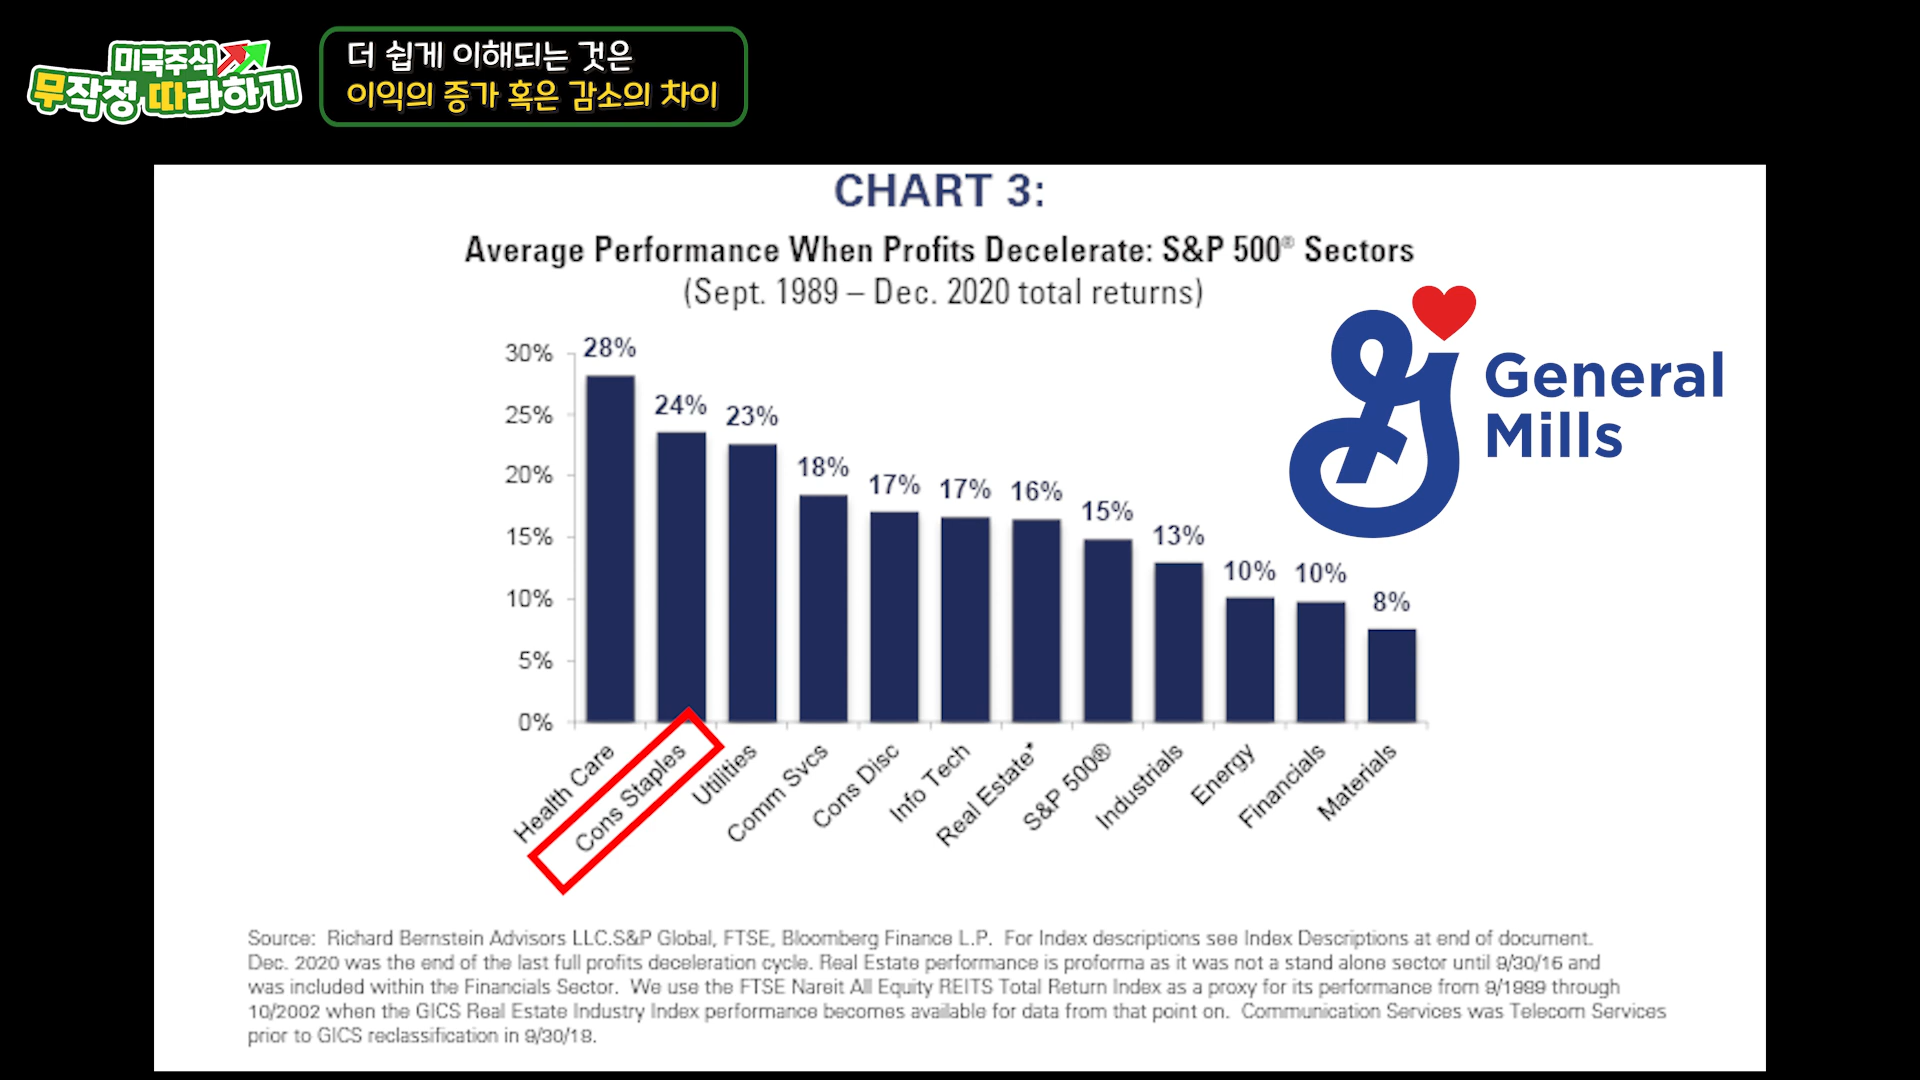 미국주식
무작정 따라하기
더 쉽게 이해되는 것은
이익의 증가 혹은 감소의 차이
CHART 3:
Average Performance When Profits Decelerate: S&P 500® Sectors
(Sept. 1989 – Dec. 2020 total returns)
General
Mills
30%
25%
20%
15%
10%
5%
0%
28%
24%
23%
18%
17%
17%
16%
15%
13%
10%
10%
8%
Health Care
Cons Staples
Utilities
Comm Svcs
Cons Disc
Info Tech
Real Estate*
S&P 500®
Industrials
Energy
Financials
Materials
Source: Richard Bernstein Advisors LLC.S&P Global, FTSE, Bloomberg Finance L.P. For Index descriptions see Index Descriptions at end of document.
Dec. 2020 was the end of the last full profits deceleration cycle. Real Estate performance is proforma as it was not a stand alone sector until 9/30/16 and
was included within the Financials Sector. We use the FTSE Nareit All Equity REITS Total Return Index as a proxy for its performance from 9/1989 through
10/2002 when the GICS Real Estate Industry Index performance becomes available for data from that point on. Communication Services was Telecom Services
prior to GICS reclassification in 9/30/18.